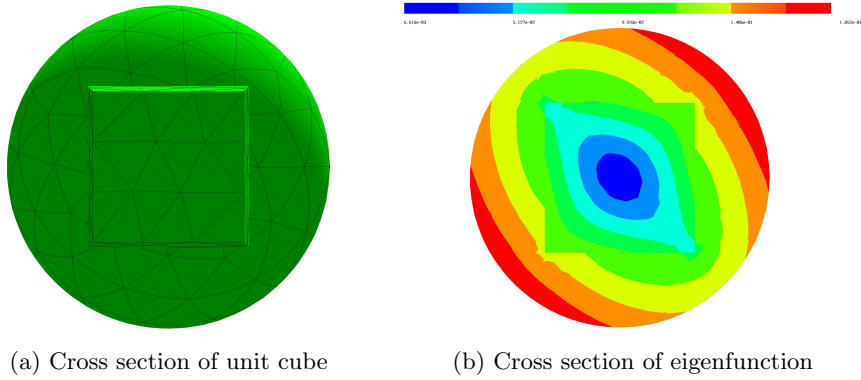 6.616e-03 5.127e-02 9.593e-02 1.406e-01 1.852e-01
(a) Cross section of unit cube
(b) Cross section of eigenfunction